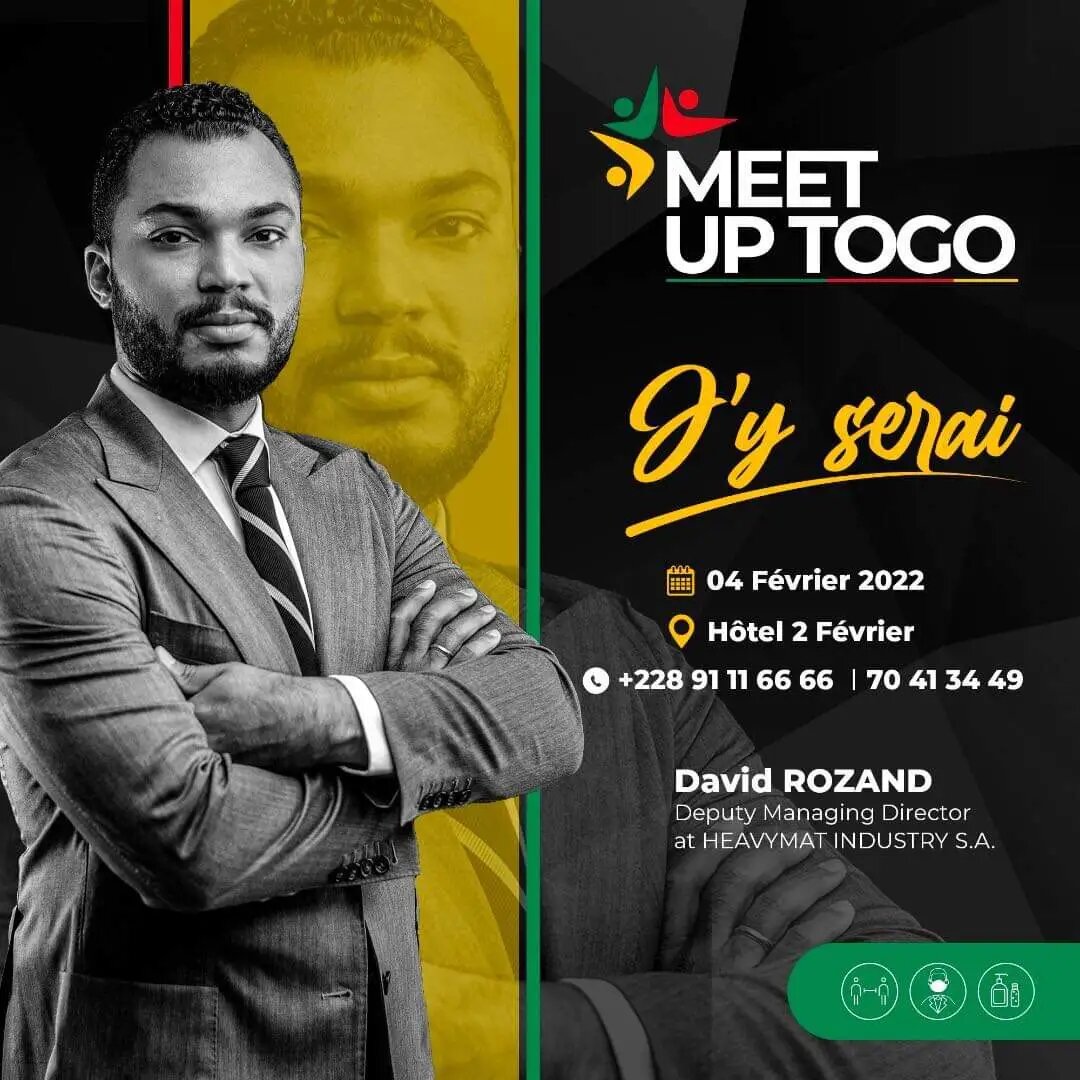 MEET
UP TOGO
J'y serai
04 Février 2022
Hôtel 2 Février
+228 91 11 66 66 | 70 41 34 49
David ROZAND
Deputy Managing Director
at HEAVYMAT INDUSTRY S.A.